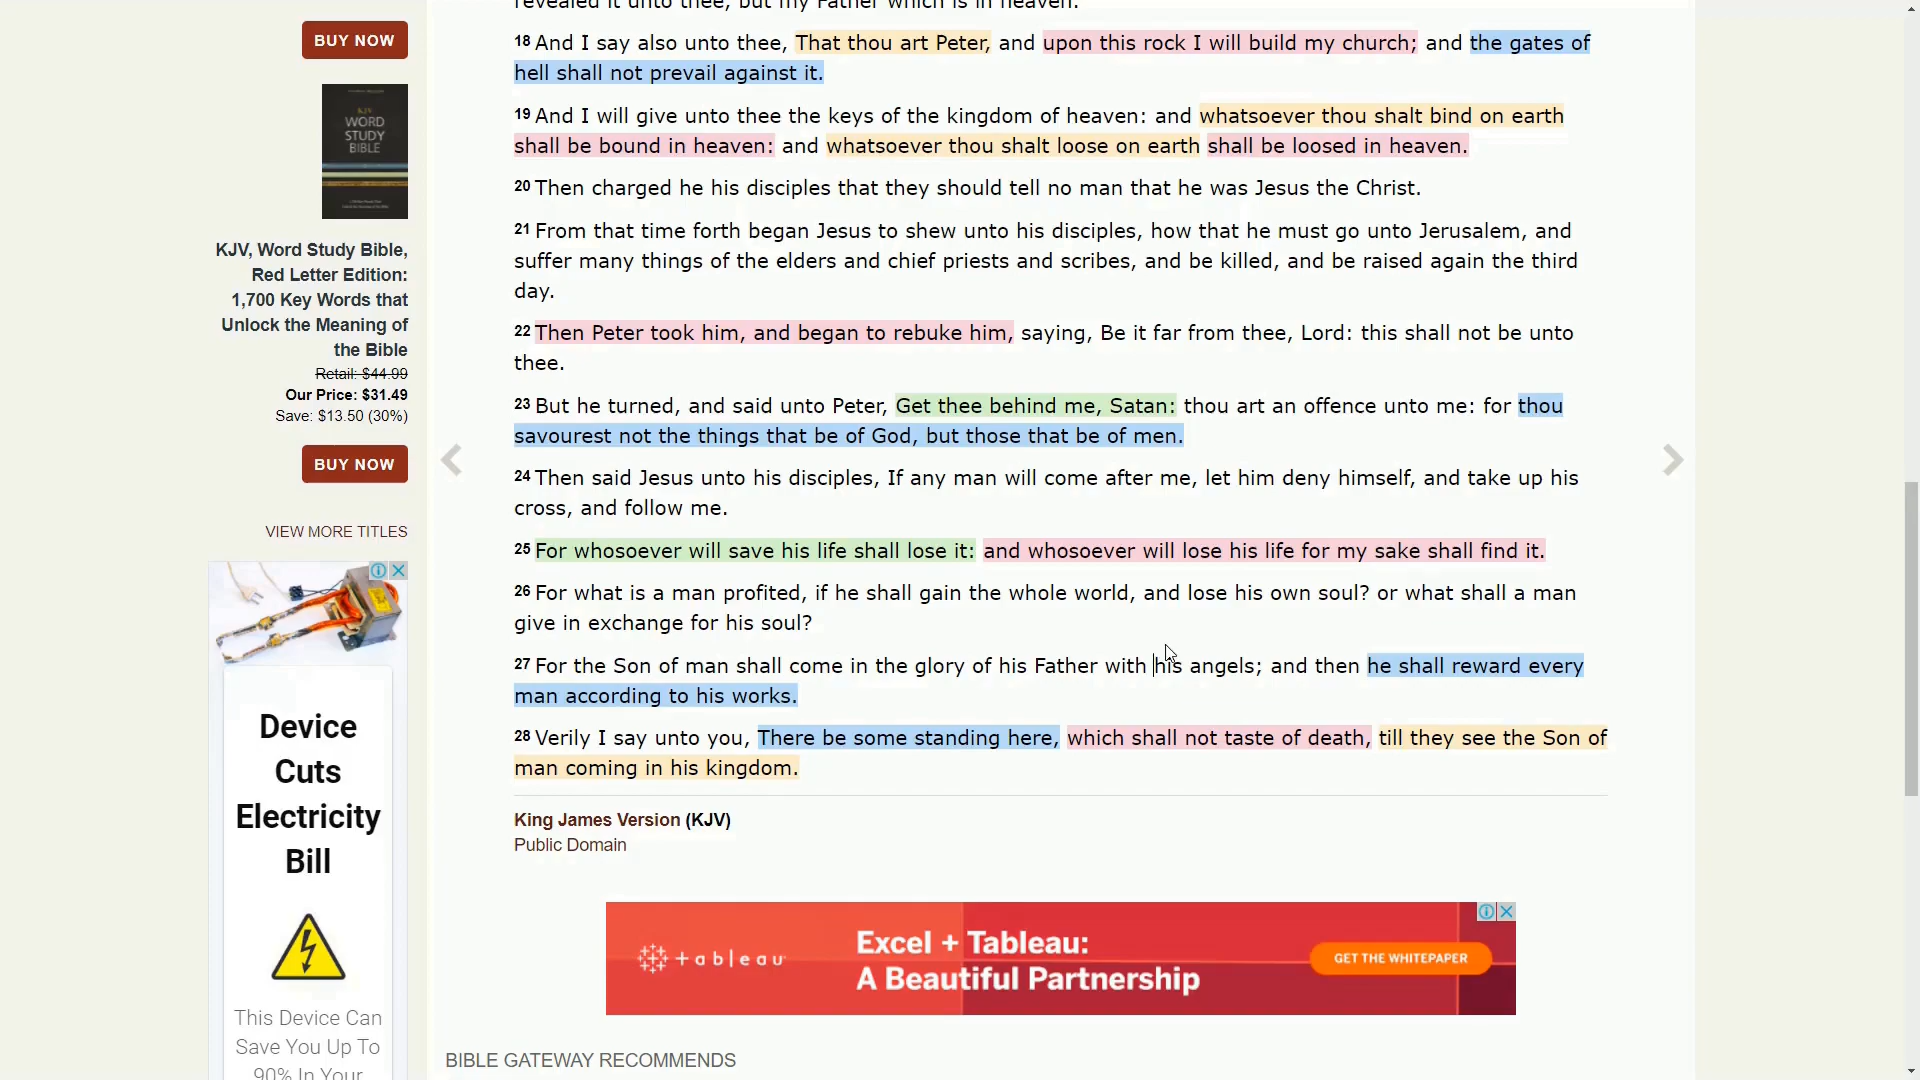 BUY NOW
KJV
WORD
STUDY
BIBLE
KJV, Word Study Bible,
Red Letter Edition:
1,700 Key Words that
Unlock the Meaning of
the Bible
Retail: $44.99
Our Price: $31.49
Save: $13.50 (30%)
BUY NOW
VIEW MORE TITLES
Device
Cuts
Electricity
Bill
This Device Can
Save You Up To
90% In Your
revealed it unto thee, but my Father which is in heaven.
18 And I say also unto thee, That thou art Peter, and upon this rock I will build my church; and the gates of
hell shall not prevail against it.
19 And I will give unto thee the keys of the kingdom of heaven: and whatsoever thou shalt bind on earth
shall be bound in heaven: and whatsoever thou shalt loose on earth shall be loosed in heaven.
20 Then charged he his disciples that they should tell no man that he was Jesus the Christ.
21 From that time forth began Jesus to shew unto his disciples, how that he must go unto Jerusalem, and
suffer many things of the elders and chief priests and scribes, and be killed, and be raised again the third
day.
22 Then Peter took him, and began to rebuke him, saying, Be it far from thee, Lord: this shall not be unto
thee.
23 But he turned, and said unto Peter, Get thee behind me, Satan: thou art an offence unto me: for thou
savourest not the things that be of God, but those that be of men.
24 Then said Jesus unto his disciples, If any man will come after me, let him deny himself, and take up his
cross, and follow me.
25 For whosoever will save his life shall lose it: and whosoever will lose his life for my sake shall find it.
26 For what is a man profited, if he shall gain the whole world, and lose his own soul? or what shall a man
give in exchange for his soul?
27 For the Son of man shall come in the glory of his Father with his angels; and then he shall reward every
man according to his works.
28 Verily I say unto you, There be some standing here, which shall not taste of death, till they see the Son of
man coming in his kingdom.
King James Version (KJV)
Public Domain
+ableau
Excel + Tableau:
A Beautiful Partnership
GET THE WHITEPAPER
BIBLE GATEWAY RECOMMENDS